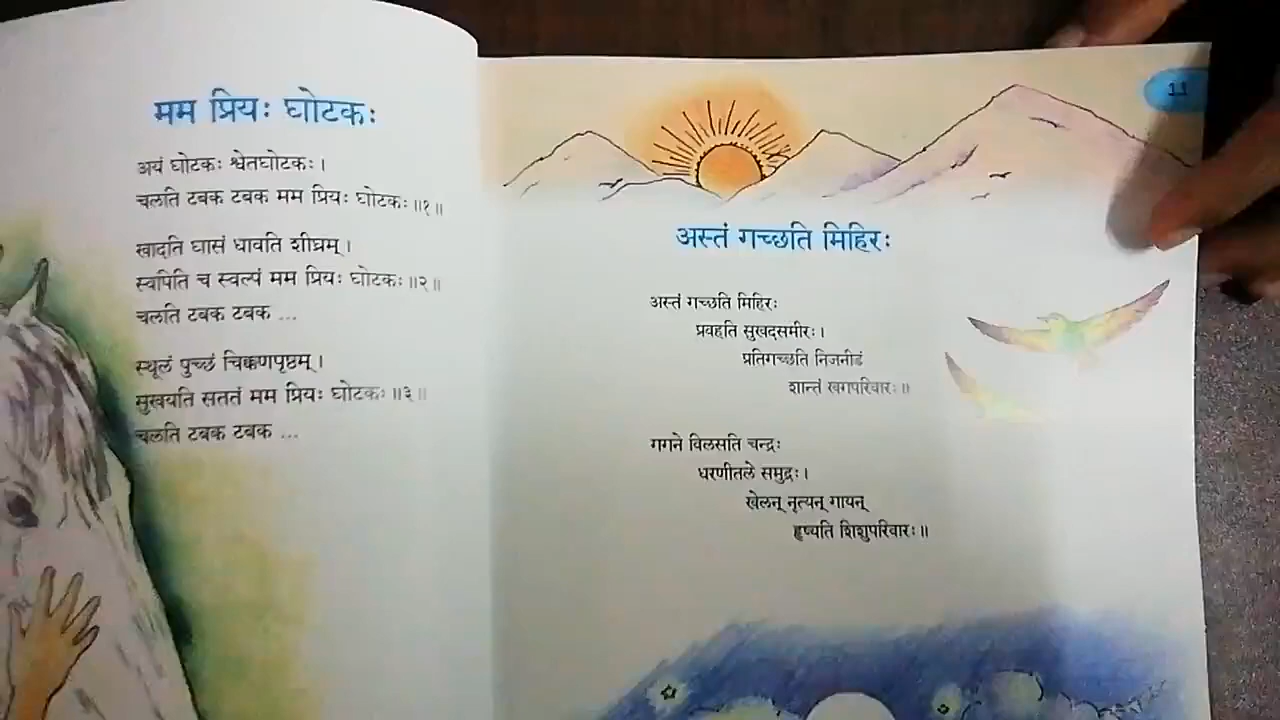 मम प्रियः घोटकः
अयं घोटकः श्वेतघोटकः।
चलति टबक टबक मम प्रियः घोटकः॥१॥
खादति घासं धावति शीघ्रम्।
स्वपिति च स्वल्पं मम प्रियः घोटकः॥२॥
चलति टबक टबक ...
स्थूलं पुच्छं चिक्कणपृष्ठम्।
सुखयति सततं मम प्रियः घोटकः॥३॥
चलति टबक टबक ...
11
अस्तं गच्छति मिहिरः
अस्तं गच्छति मिहिरः
प्रवहति सुखदसमीरः।
प्रतिगच्छति निजनीडं
शान्तं खगपरिवारः॥
गगने विलसति चन्द्रः
धरणीतले समुद्रः।
खेलन् नृत्यन् गायन्
हृष्यति शिशुपरिवारः॥